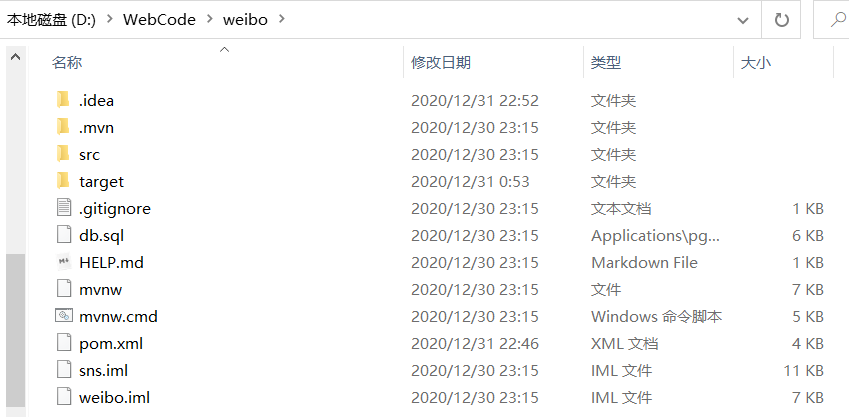 本地磁盘 (D:) > WebCode > weibo >
名称 修改日期 类型 大小
.idea 2020/12/31 22:52 文件夹
.mvn 2020/12/30 23:15 文件夹
src 2020/12/30 23:15 文件夹
target 2020/12/31 0:53 文件夹
.gitignore 2020/12/30 23:15 文本文档 1 KB
db.sql 2020/12/30 23:15 Applications\pg... 6 KB
HELP.md 2020/12/30 23:15 Markdown File 1 KB
mvnw 2020/12/30 23:15 文件 7 KB
mvnw.cmd 2020/12/30 23:15 Windows 命令脚本 5 KB
pom.xml 2020/12/31 22:46 XML 文档 4 KB
sns.iml 2020/12/30 23:15 IML 文件 11 KB
weibo.iml 2020/12/30 23:15 IML 文件 7 KB